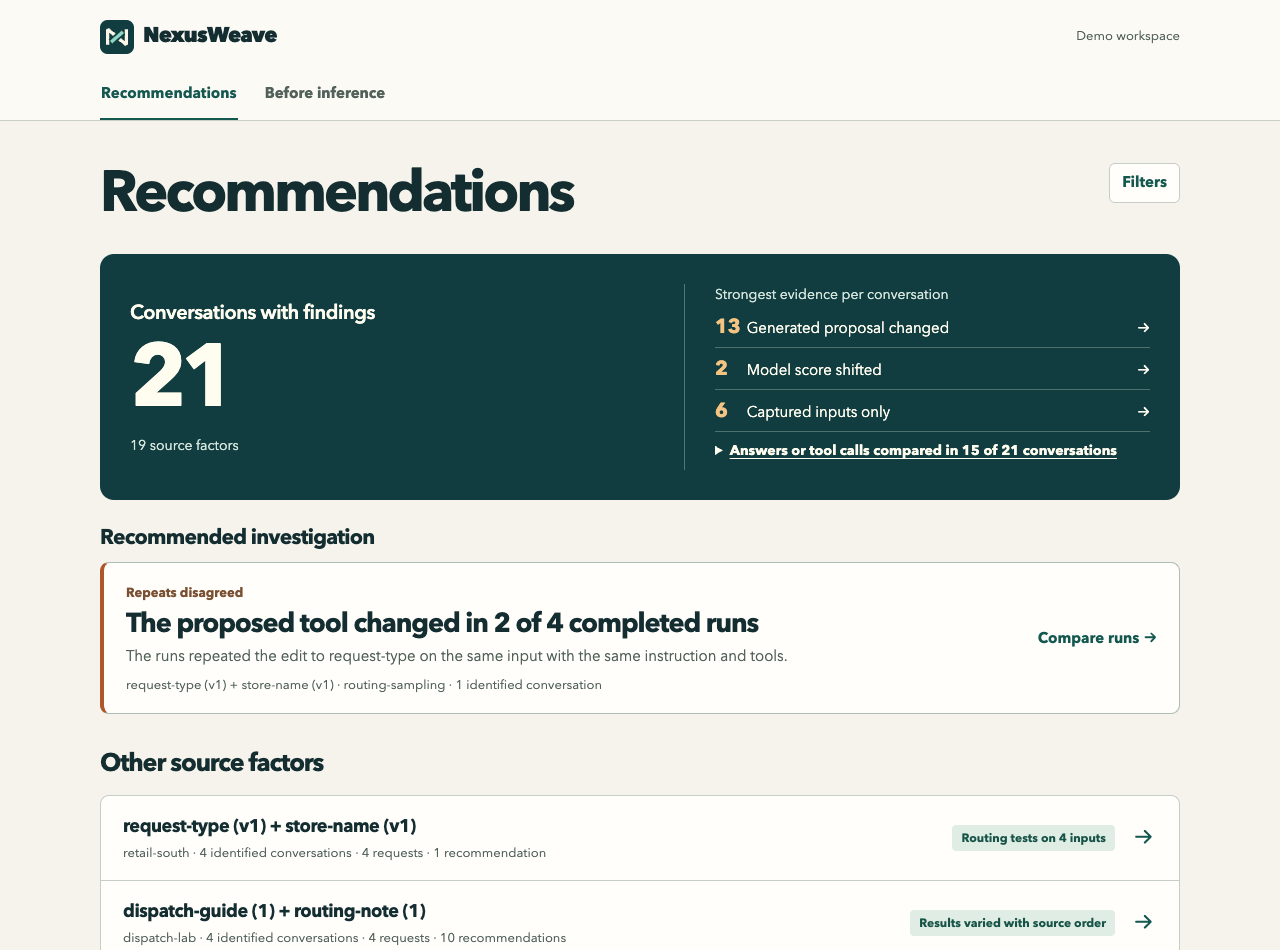 NexusWeave
Demo workspace
Recommendations
Before inference
Recommendations
Filters
Conversations with findings
21
19 source factors
Strongest evidence per conversation
13 Generated proposal changed →
2 Model score shifted →
6 Captured inputs only →
▶ Answers or tool calls compared in 15 of 21 conversations
Recommended investigation
Repeats disagreed
The proposed tool changed in 2 of 4 completed runs
The runs repeated the edit to request-type on the same input with the same instruction and tools.
request-type (v1) + store-name (v1) · routing-sampling · 1 identified conversation
Compare runs →
Other source factors
request-type (v1) + store-name (v1)
retail-south · 4 identified conversations · 4 requests · 1 recommendation
Routing tests on 4 inputs →
dispatch-guide (1) + routing-note (1)
dispatch-lab · 4 identified conversations · 4 requests · 10 recommendations
Results varied with source order →